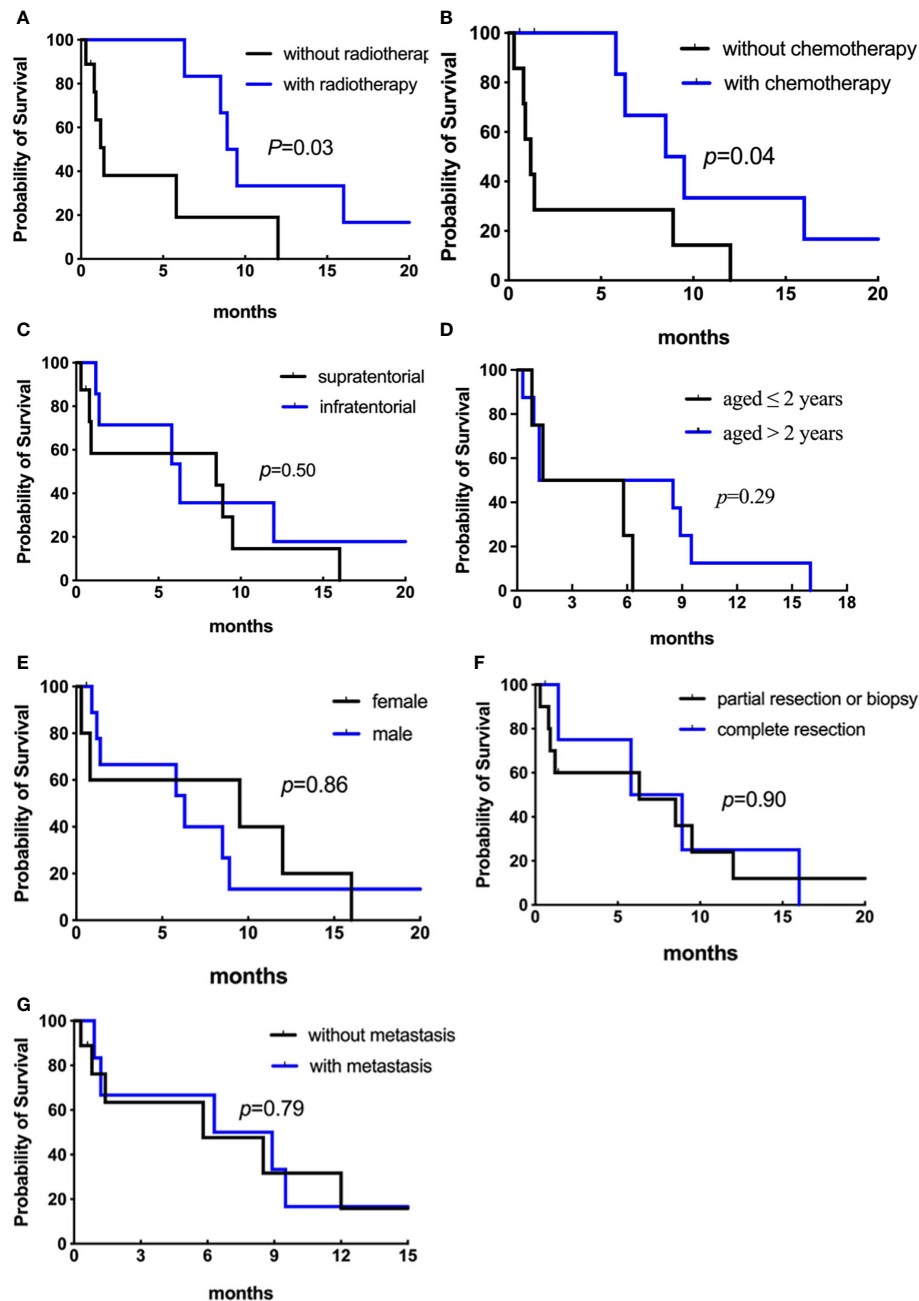 A
Probability of Survival
100
80
60
40
20
0
0 5 10 15 20
months
without radiotherap
with radiotherapy
P=0.03
B
Probability of Survival
100
80
60
40
20
0
0 5 10 15 20
months
without chemotherapy
with chemotherapy
p=0.04
C
Probability of Survival
100
80
60
40
20
0
0 5 10 15 20
months
supratentorial
infratentorial
p=0.50
D
Probability of Survival
100
80
60
40
20
0
0 3 6 9 12 15 18
months
aged ≤ 2 years
aged > 2 years
p=0.29
E
Probability of Survival
100
80
60
40
20
0
0 5 10 15 20
months
female
male
p=0.86
F
Probability of Survival
100
80
60
40
20
0
0 5 10 15 20
months
partial resection or biopsy
complete resection
p=0.90
G
Probability of Survival
100
80
60
40
20
0
0 3 6 9 12 15
months
without metastasis
with metastasis
p=0.79